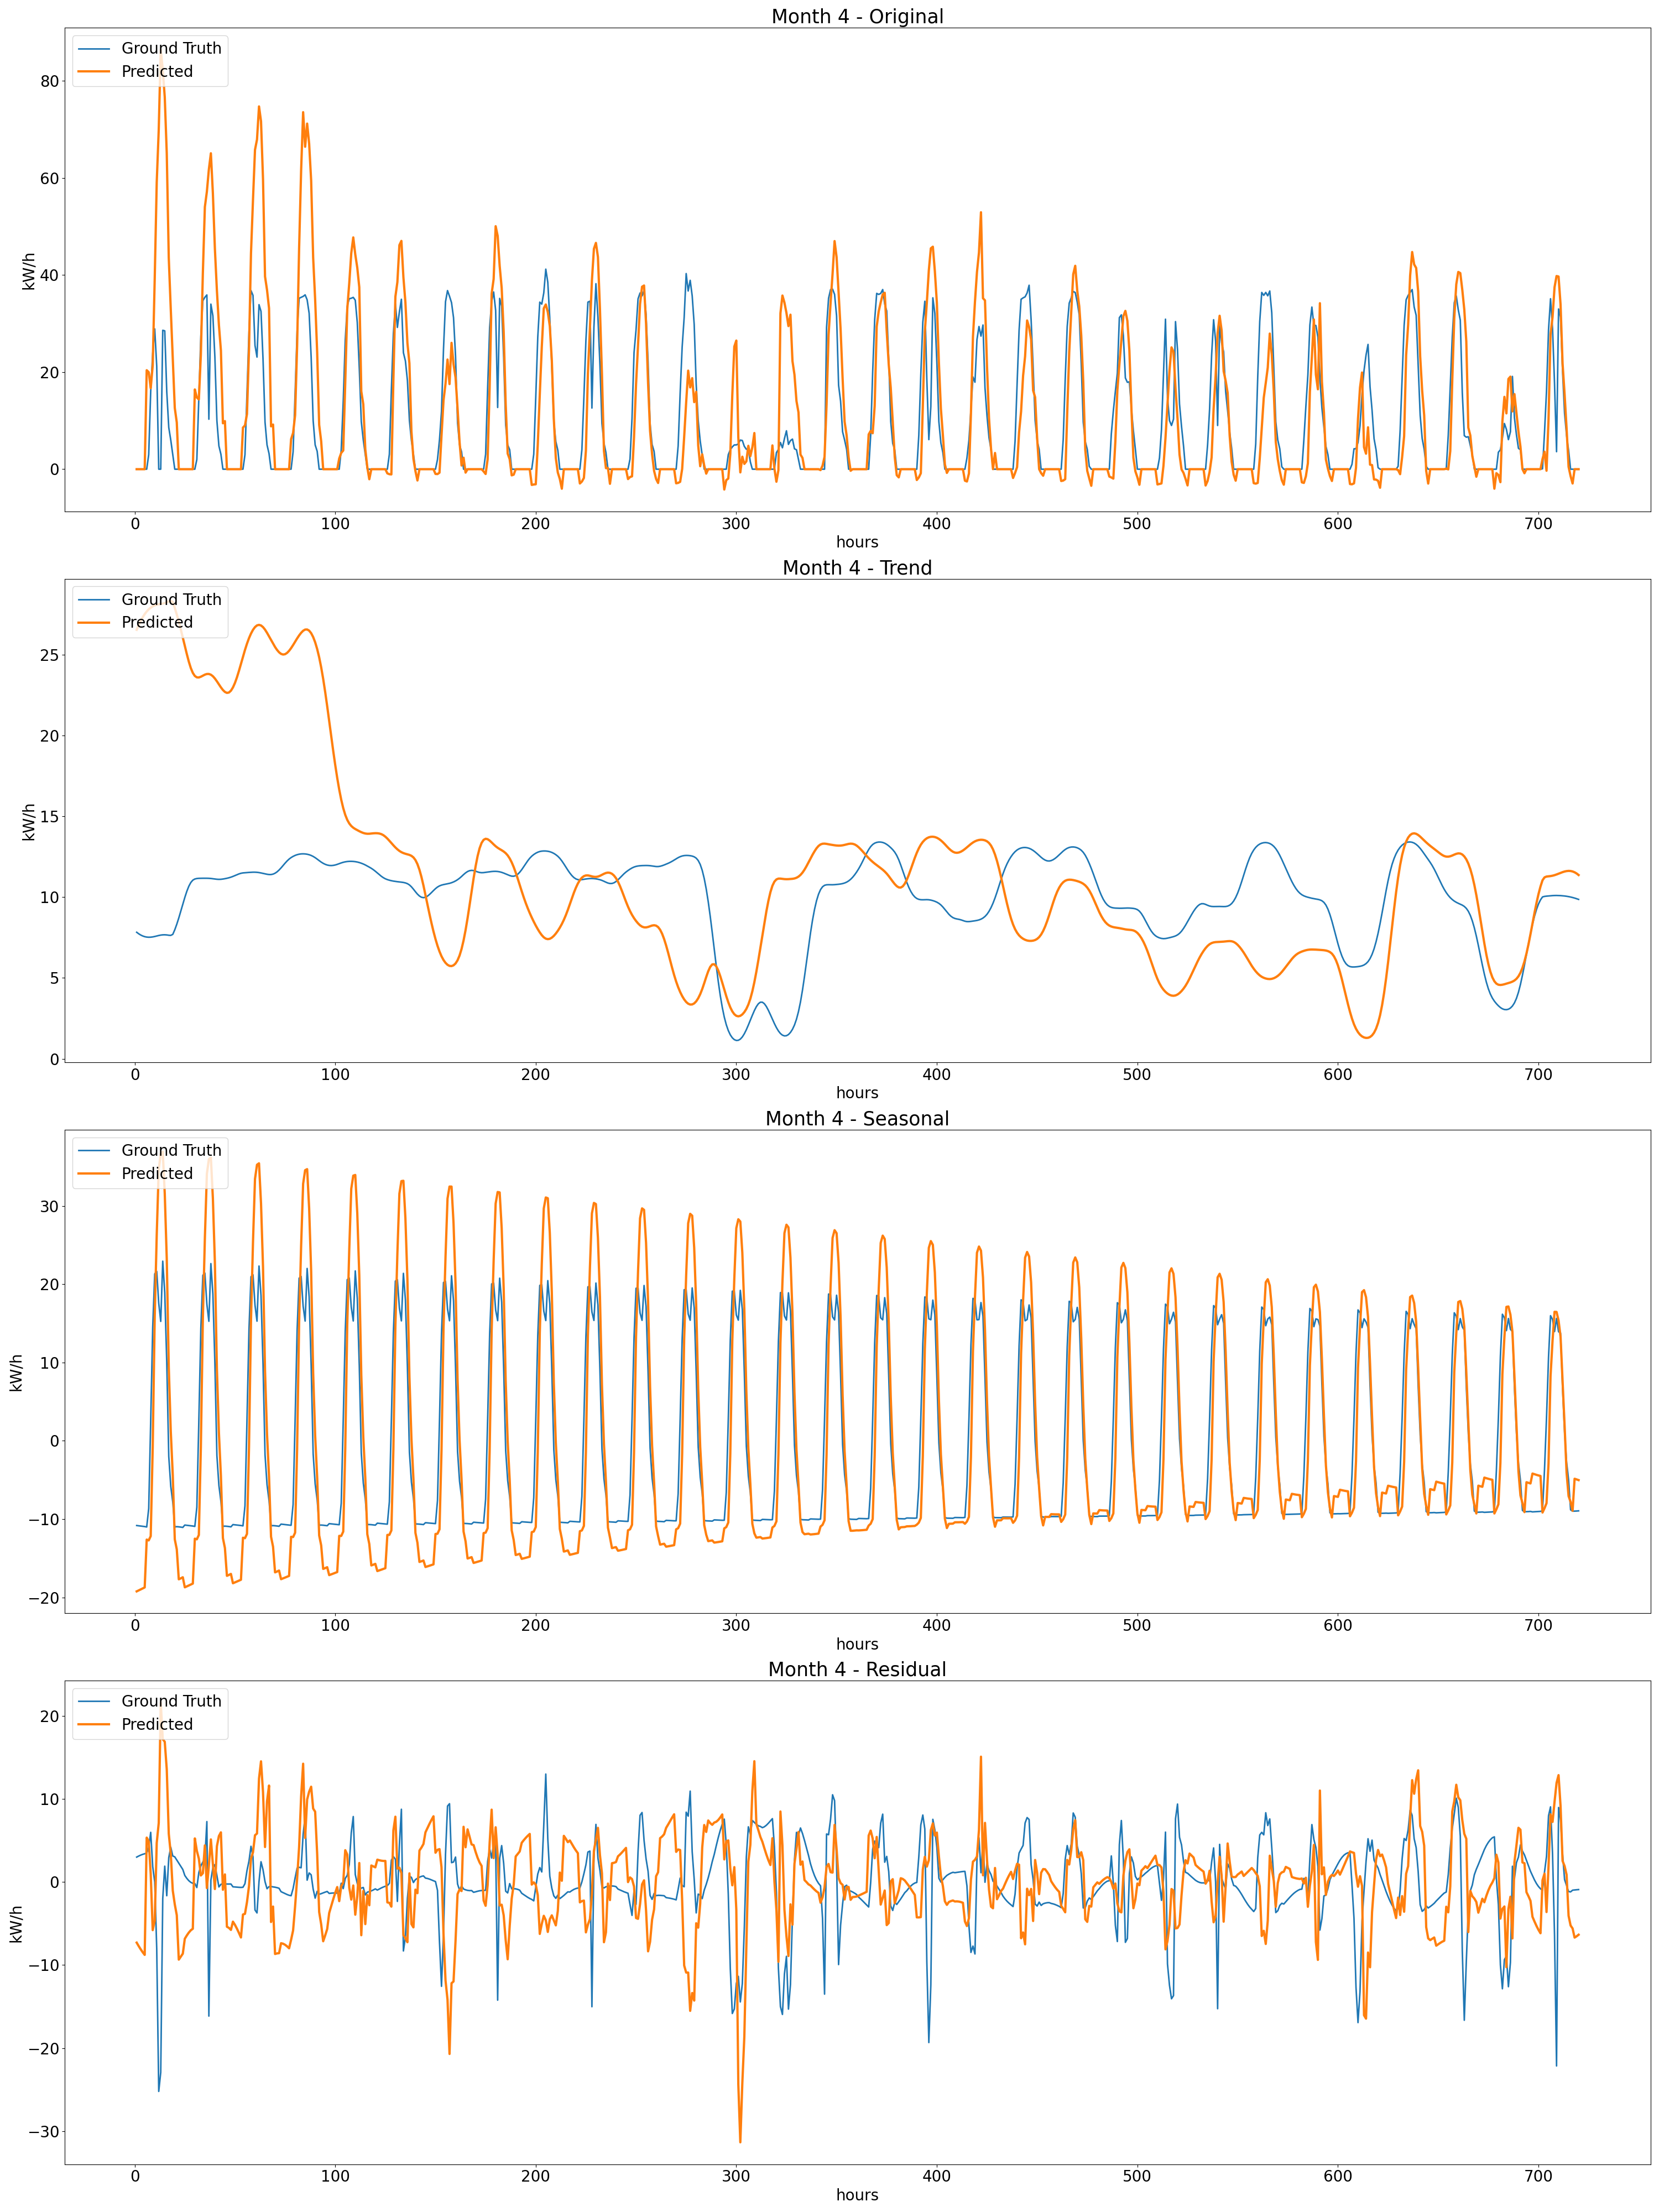 Month 4 - Original
Ground Truth
Predicted
80
60
40
20
0
kW/h
0 100 200 300 400 500 600 700
hours
Month 4 - Trend
Ground Truth
Predicted
25
20
15
10
5
0
kW/h
0 100 200 300 400 500 600 700
hours
Month 4 - Seasonal
Ground Truth
Predicted
30
20
10
0
−10
−20
kW/h
0 100 200 300 400 500 600 700
hours
Month 4 - Residual
Ground Truth
Predicted
20
10
0
−10
−20
−30
kW/h
0 100 200 300 400 500 600 700
hours